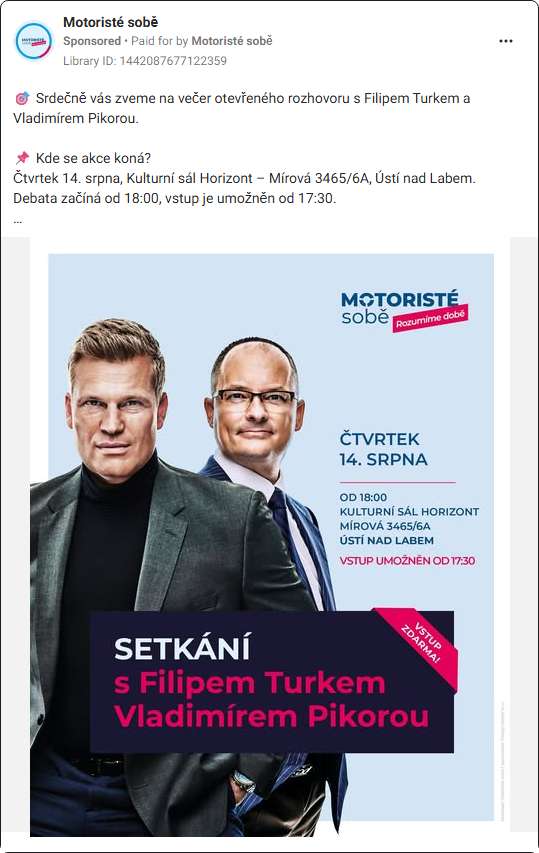 Motoristé sobě
Sponsored • Paid for by Motoristé sobě
Library ID: 1442087677122359
🎯 Srdečně vás zveme na večer otevřeného rozhovoru s Filipem Turkem a
Vladimírem Pikorou.
📌 Kde se akce koná?
Čtvrtek 14. srpna, Kulturní sál Horizont – Mírová 3465/6A, Ústí nad Labem.
Debata začíná od 18:00, vstup je umožněn od 17:30.
...
MOTORISTÉ
sobě
Rozumíme době
ČTVRTEK
14. SRPNA
OD 18:00
KULTURNÍ SÁL HORIZONT
MÍROVÁ 3465/6A
ÚSTÍ NAD LABEM
VSTUP UMOŽNĚN OD 17:30
VSTUP
ZDARMA!
SETKÁNÍ
s Filipem Turkem
Vladimírem Pikorou